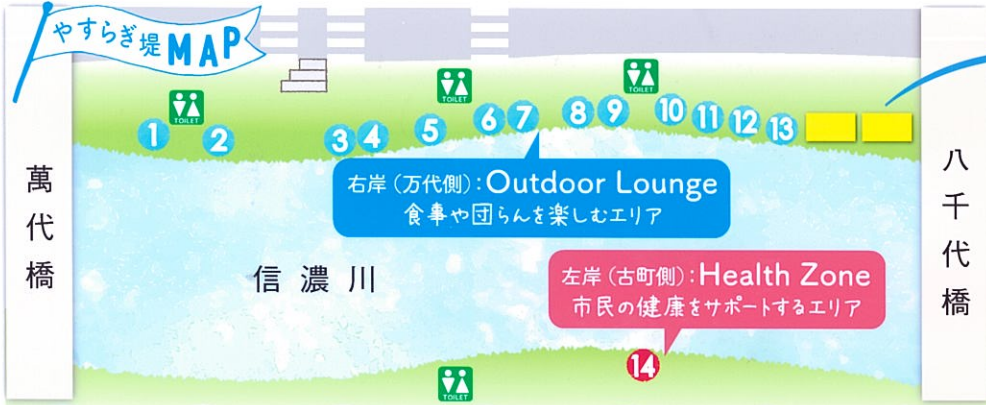 やすらぎ堤MAP
TOILET
TOILET
TOILET
1 2 3 4 5 6 7 8 9 10 11 12 13
右岸（万代側）：Outdoor Lounge
食事や団らんを楽しむエリア
萬代橋
八千代橋
信濃川
左岸（古町側）：Health Zone
市民の健康をサポートするエリア
14
TOILET